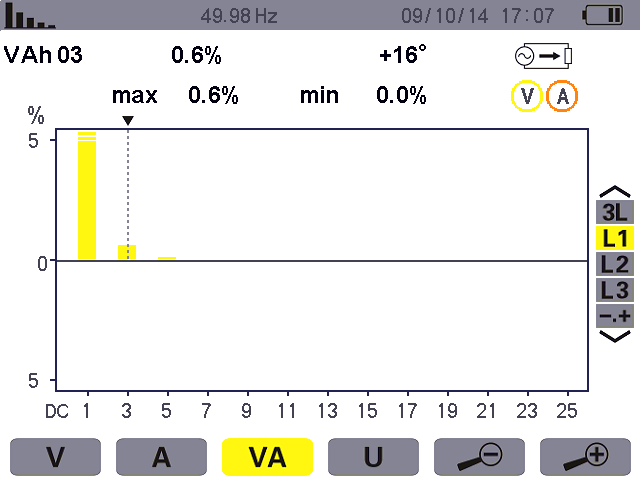 49.98 Hz 09/10/14 17:07
VAh 03 0.6% +16°
max 0.6% min 0.0% V A
%
5
0
5
DC 1 3 5 7 9 11 13 15 17 19 21 23 25
3L
L1
L2
L3
-.+
V A VA U